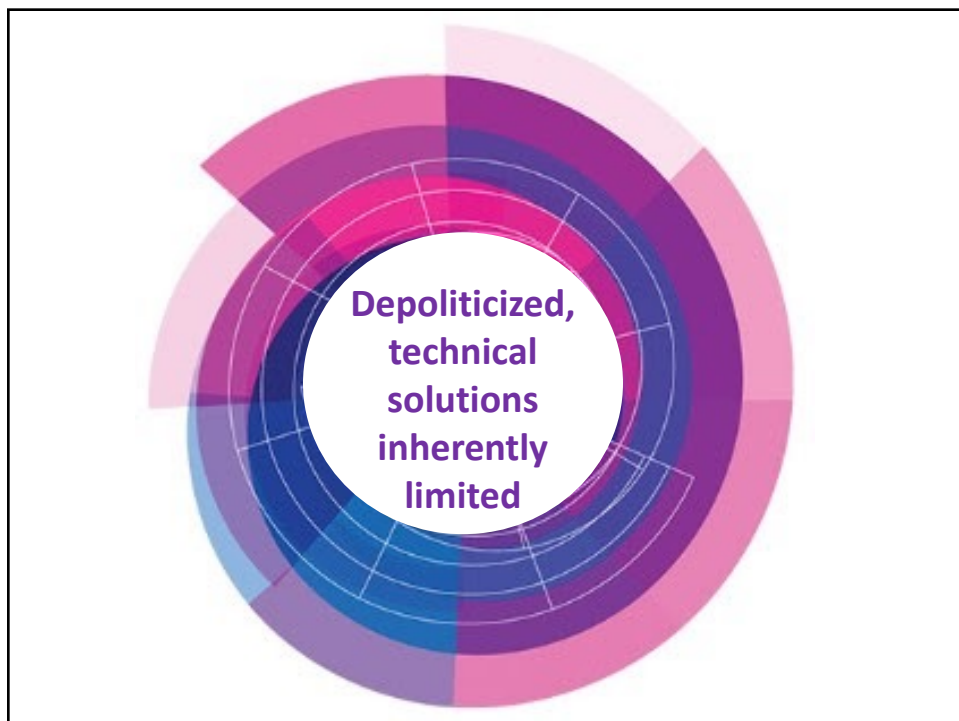 Depoliticized,
technical
solutions
inherently
limited